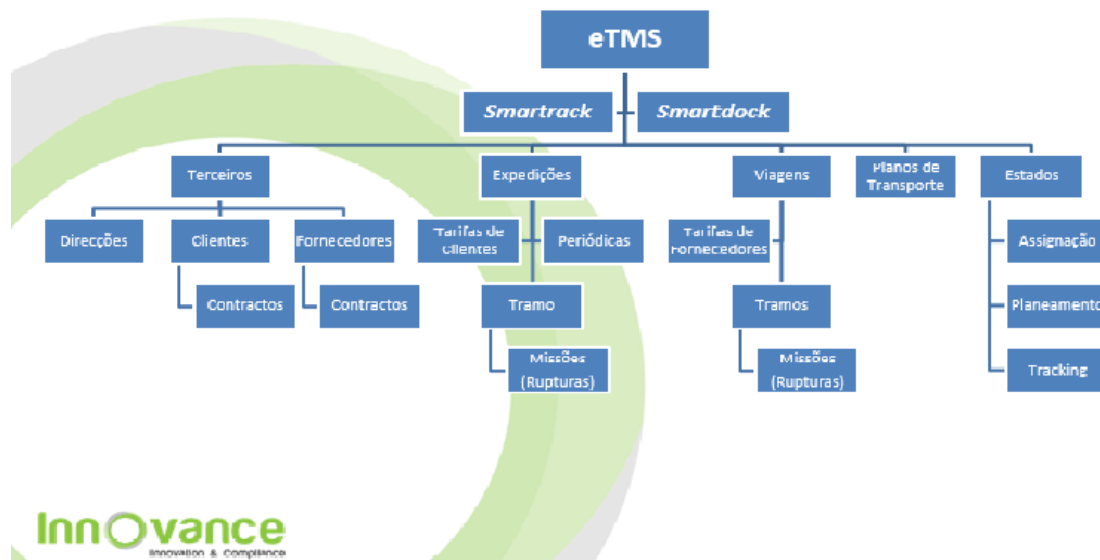 eTMS
Smartrack
SmartEdock
Terceiros
Expedições
Viagens
Planos de
Transporte
Estados
Direcções
Clientes
Fornecedores
Tarifas de
Clientes
Periódicas
Tarifas de
Fornecedores
Assignação
Contractos
Contractos
Tramo
Tramos
Planeamento
Missões
(Rupturas)
Missões
(Rupturas)
Tracking
Innovance
Innovation & Compliance